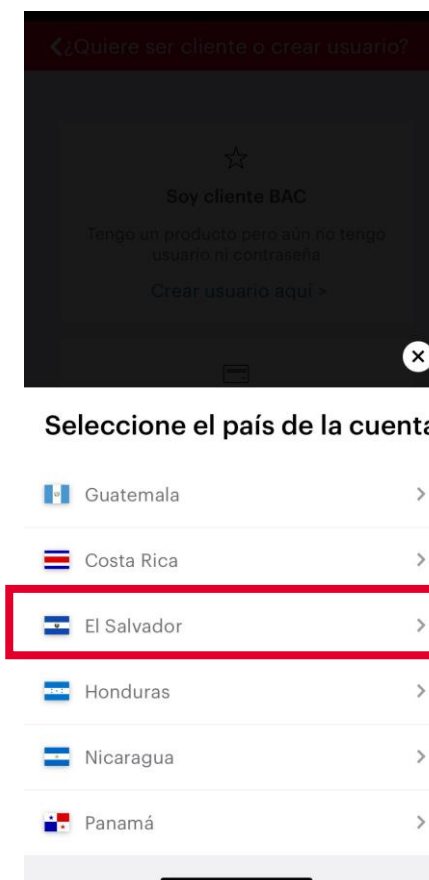 ¿Quiere ser cliente o crear usuario?
Soy cliente BAC
Tengo un producto pero aún no tengo
usuario ni contraseña
Crear usuario aquí >
Seleccione el país de la cuenta
Guatemala
Costa Rica
El Salvador
Honduras
Nicaragua
Panamá